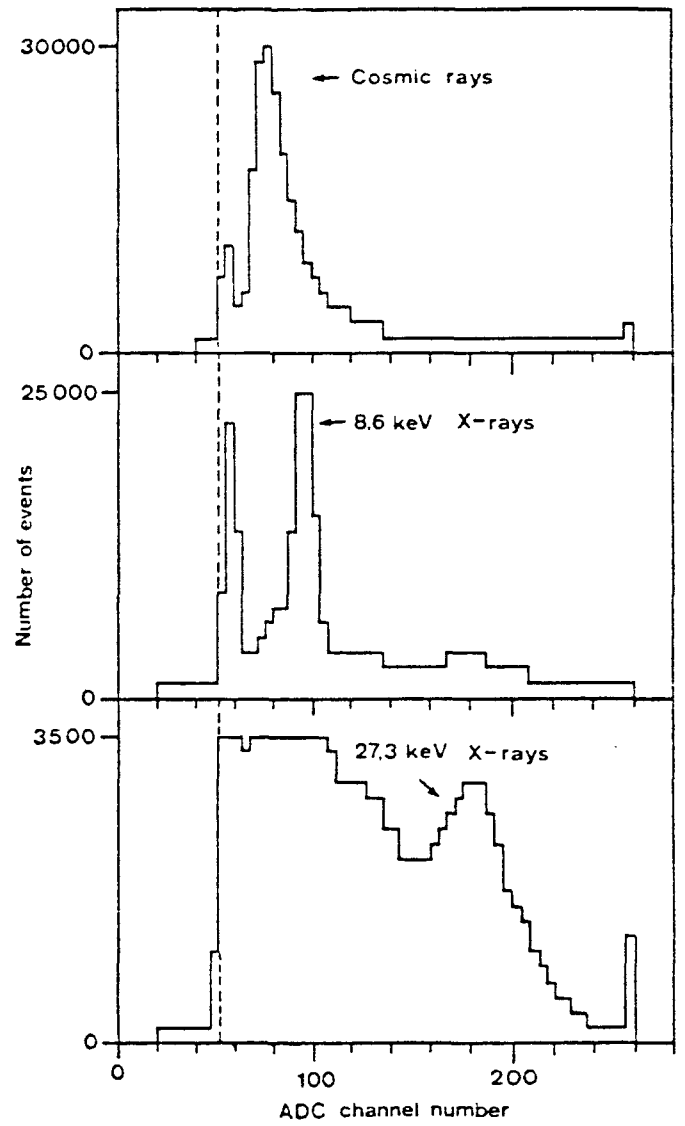 30000
Cosmic rays
0
25 000
8.6 keV X-rays
0
3500
27.3 keV X-rays
0
Number of events
0 100 200
ADC channel number